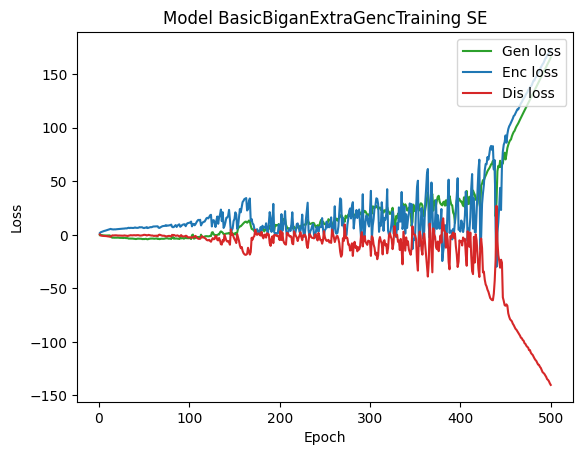 Model BasicBiganExtraGencTraining SE
Gen loss
Enc loss
Dis loss
150
100
50
0
−50
−100
−150
Loss
0
100
200
300
400
500
Epoch